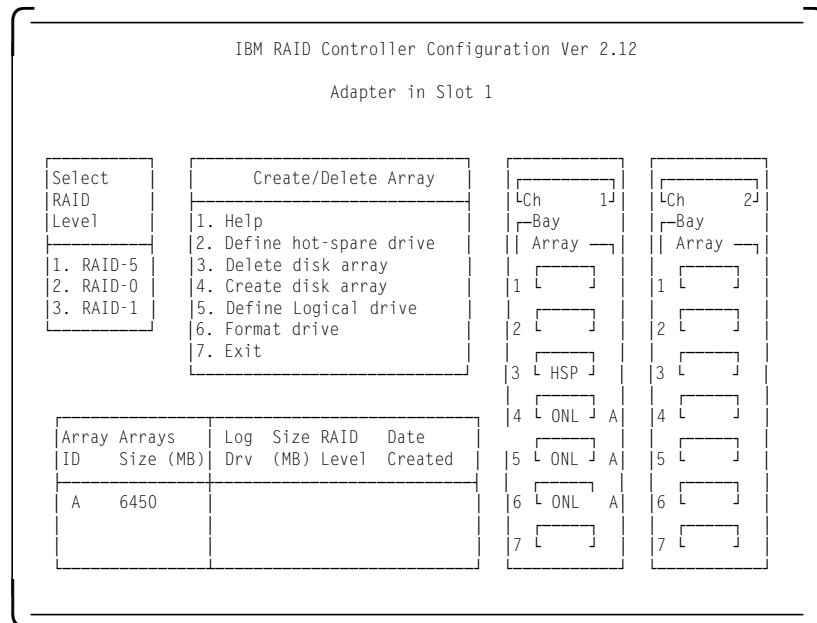 IBM RAID Controller Configuration Ver 2.12
Adapter in Slot 1
Select
RAID
Level
1. RAID-5
2. RAID-0
3. RAID-1
Create/Delete Array
1. Help
2. Define hot-spare drive
3. Delete disk array
4. Create disk array
5. Define Logical drive
6. Format drive
7. Exit
Array Arrays Log Size RAID Date
ID Size (MB) Drv (MB) Level Created
A 6450
Ch 1
Bay
Array
1
2
3 HSP
4 ONL A
5 ONL A
6 ONL A
7
Ch 2
Bay
Array
1
2
3
4
5
6
7